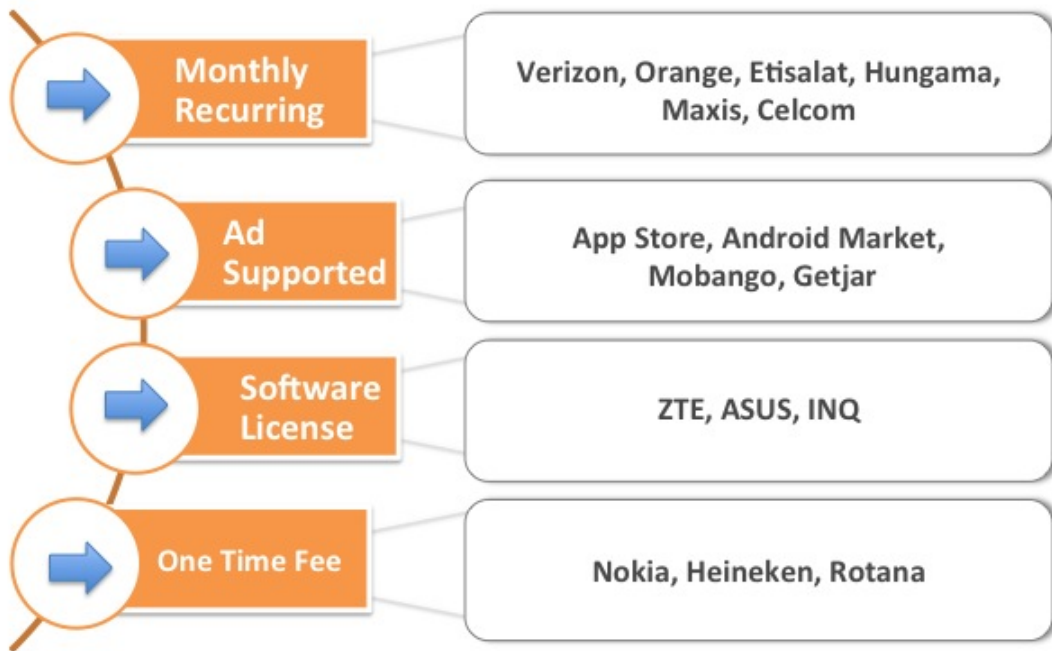 Monthly
Recurring
Verizon, Orange, Etisalat, Hungama,
Maxis, Celcom
Ad
Supported
App Store, Android Market,
Mobango, Getjar
Software
License
ZTE, ASUS, INQ
One Time Fee
Nokia, Heineken, Rotana